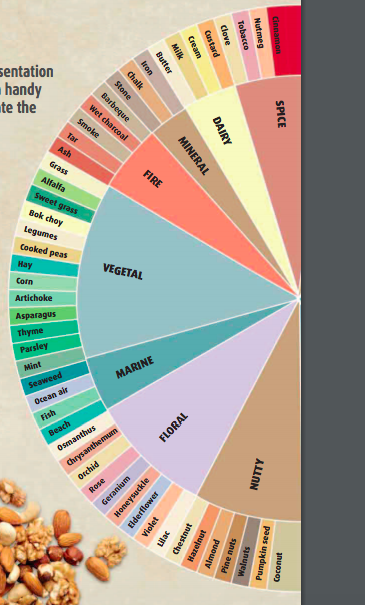 sentation
handy
te the
Cinnamon
Nutmeg
Tobacco
Clove
Custard
Cream
Milk
Butter
Iron
Chalk
Stone
Barbeque
Wet charcoal
Smoke
Tar
Ash
Grass
Alfalfa
Sweet grass
Bok choy
Legumes
Cooked peas
Hay
Corn
Artichoke
Asparagus
Thyme
Parsley
Mint
Seaweed
Ocean air
Fish
Beach
Osmanthus
Chrysanthemum
Orchid
Rose
Geranium
Honeysuckle
Elderflower
Violet
Lilac
Chestnut
Hazelnut
Almond
Pine nuts
Walnuts
Pumpkin seed
Coconut
SPICE
DAIRY
MINERAL
FIRE
VEGETAL
MARINE
FLORAL
NUTTY